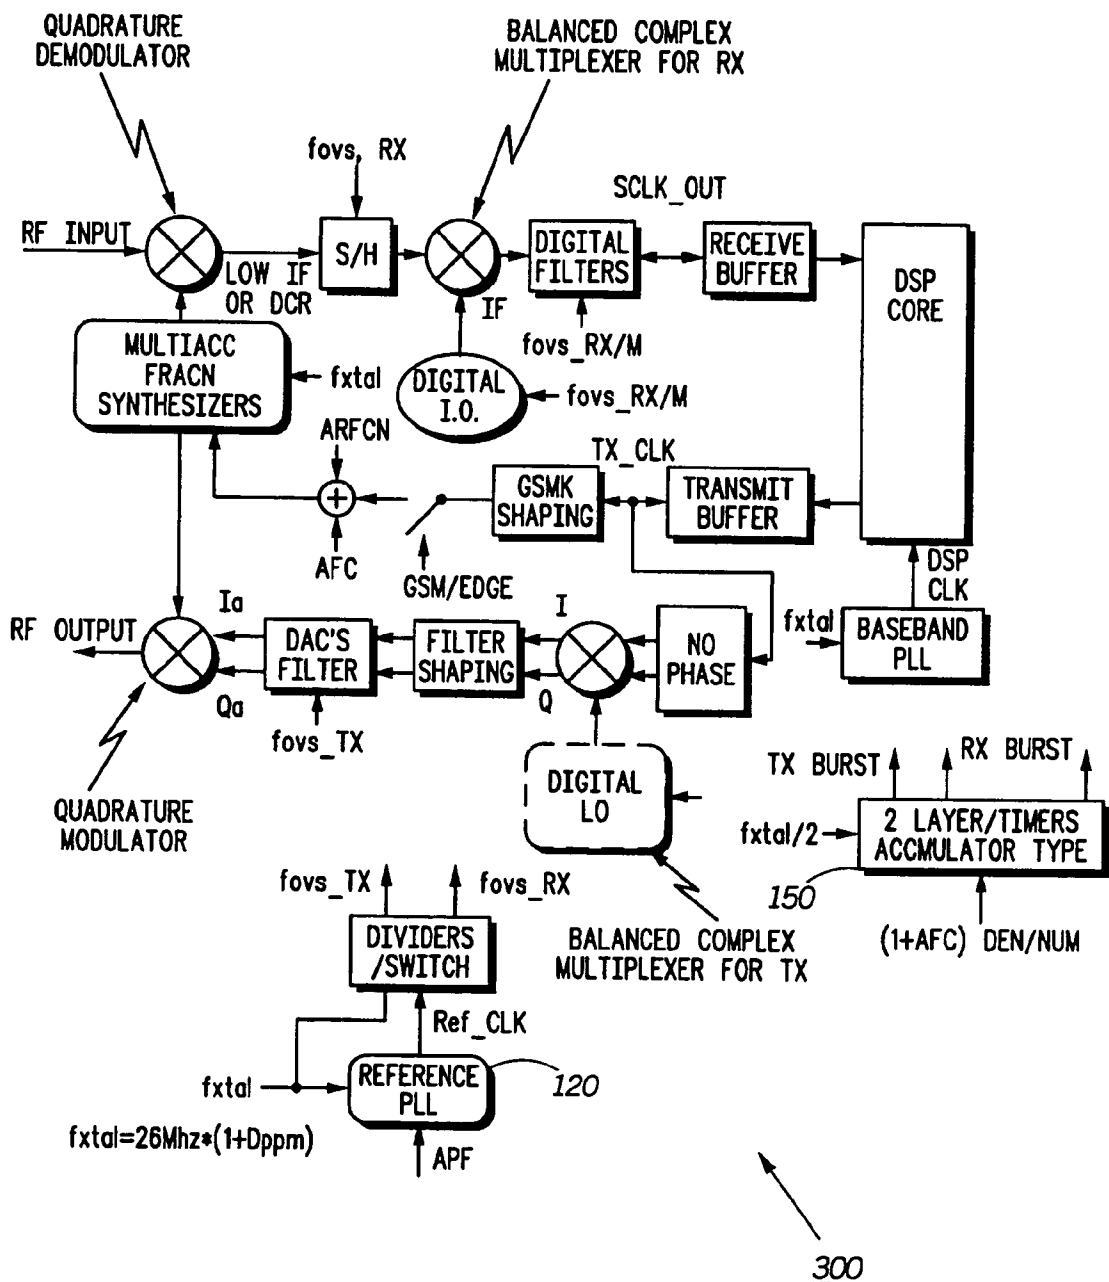 QUADRATURE
DEMODULATOR
BALANCED COMPLEX
MULTIPLEXER FOR RX
fovs, RX
SCLK_OUT
RF INPUT
S/H
DIGITAL
FILTERS
RECEIVE
BUFFER
DSP
CORE
LOW IF
OR DCR
IF
fovs_RX/M
MULTIACC
FRACN
SYNTHESIZERS
fxtal
DIGITAL
I.O.
fovs_RX/M
ARFCN
TX_CLK
GSMK
SHAPING
TRANSMIT
BUFFER
AFC
GSM/EDGE
DSP
CLK
Ia
I
RF OUTPUT
DAC'S
FILTER
FILTER
SHAPING
NO
PHASE
fxtal
BASEBAND
PLL
Qa
Q
fovs_TX
DIGITAL
LO
TX BURST
RX BURST
QUADRATURE
MODULATOR
fxtal/2
2 LAYER/TIMERS
ACCMULATOR TYPE
150
fovs_TX
fovs_RX
(1+AFC) DEN/NUM
DIVIDERS
/SWITCH
BALANCED COMPLEX
MULTIPLEXER FOR TX
Ref_CLK
fxtal
REFERENCE
PLL
120
fxtal=26Mhz*(1+Dppm)
APF
300